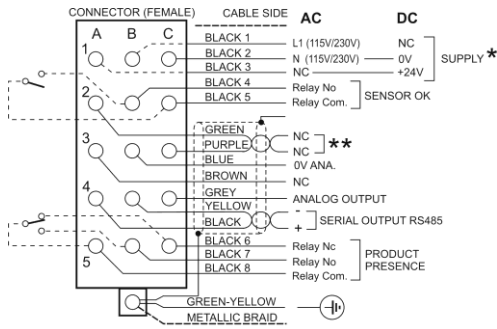 CONNECTOR (FEMALE) CABLE SIDE AC DC
A B C
1
2
3
4
5
BLACK 1 L1 (115V/230V) NC
BLACK 2 N (115V/230V) 0V
BLACK 3 NC +24V
SUPPLY *
BLACK 4 Relay No
BLACK 5 Relay Com.
SENSOR OK
GREEN NC
PURPLE NC
**
BLUE 0V ANA.
BROWN NC
GREY ANALOG OUTPUT
YELLOW -
BLACK +
SERIAL OUTPUT RS485
BLACK 6 Relay Nc
BLACK 7 Relay No
BLACK 8 Relay Com.
PRODUCT
PRESENCE
GREEN-YELLOW
METALLIC BRAID